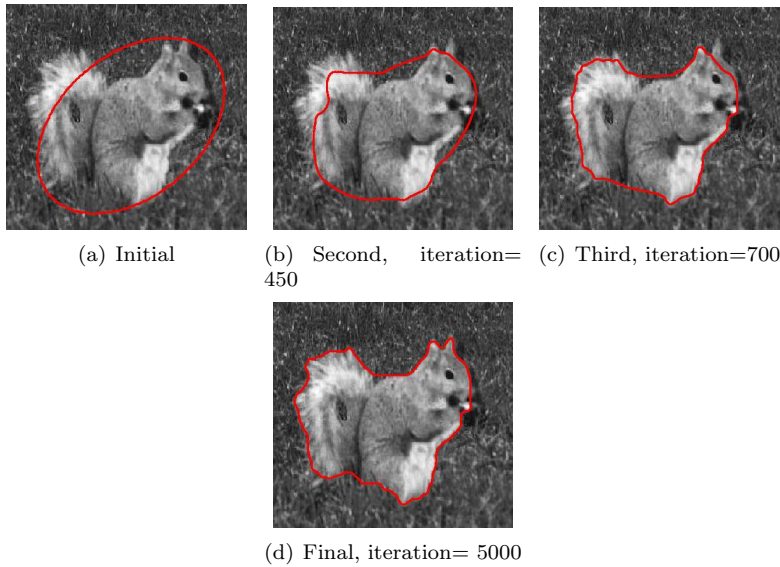 (a) Initial
(b) Second, iteration=
450
(c) Third, iteration=700
(d) Final, iteration= 5000